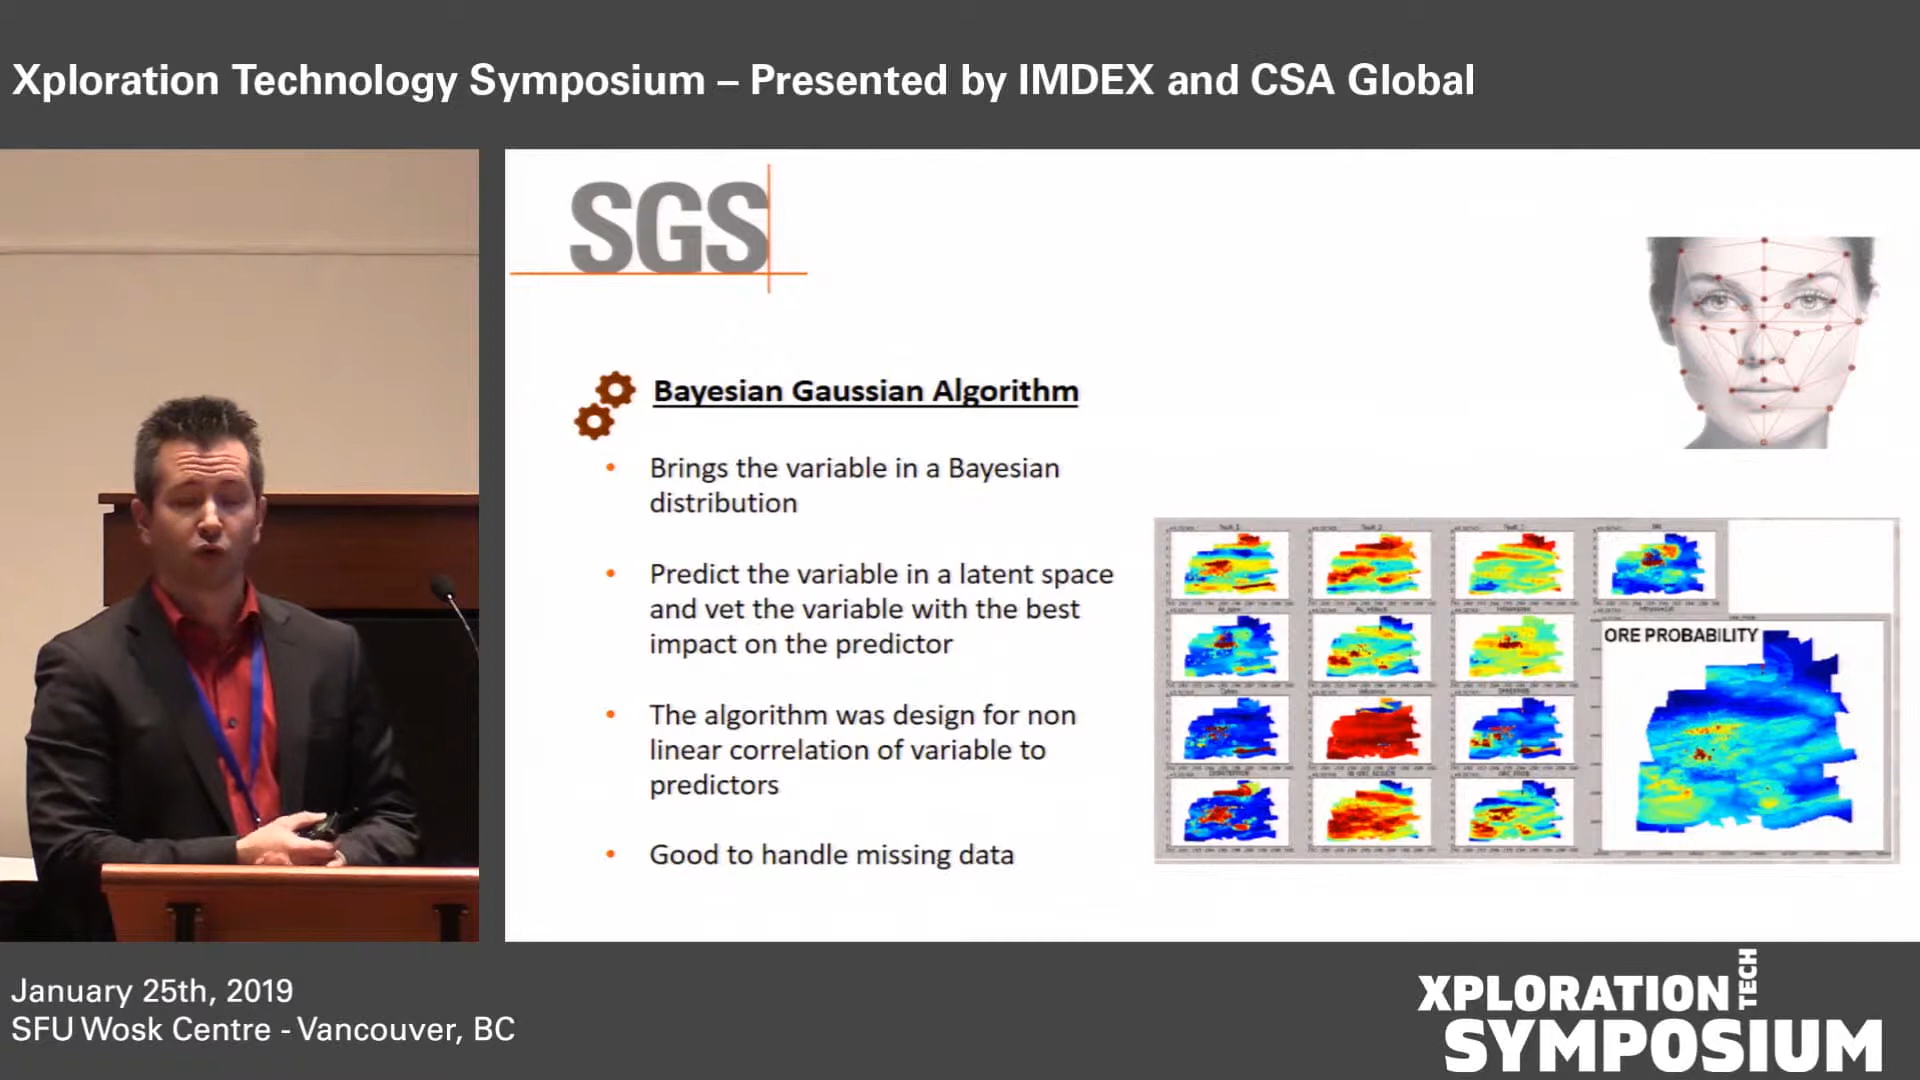 Xploration Technology Symposium – Presented by IMDEX and CSA Global
SGS
Bayesian Gaussian Algorithm
• Brings the variable in a Bayesian
distribution
• Predict the variable in a latent space
and vet the variable with the best
impact on the predictor
• The algorithm was design for non
linear correlation of variable to
predictors
• Good to handle missing data
ORE PROBABILITY
January 25th, 2019
SFU Wosk Centre - Vancouver, BC
XPLORATION
TECH
SYMPOSIUM